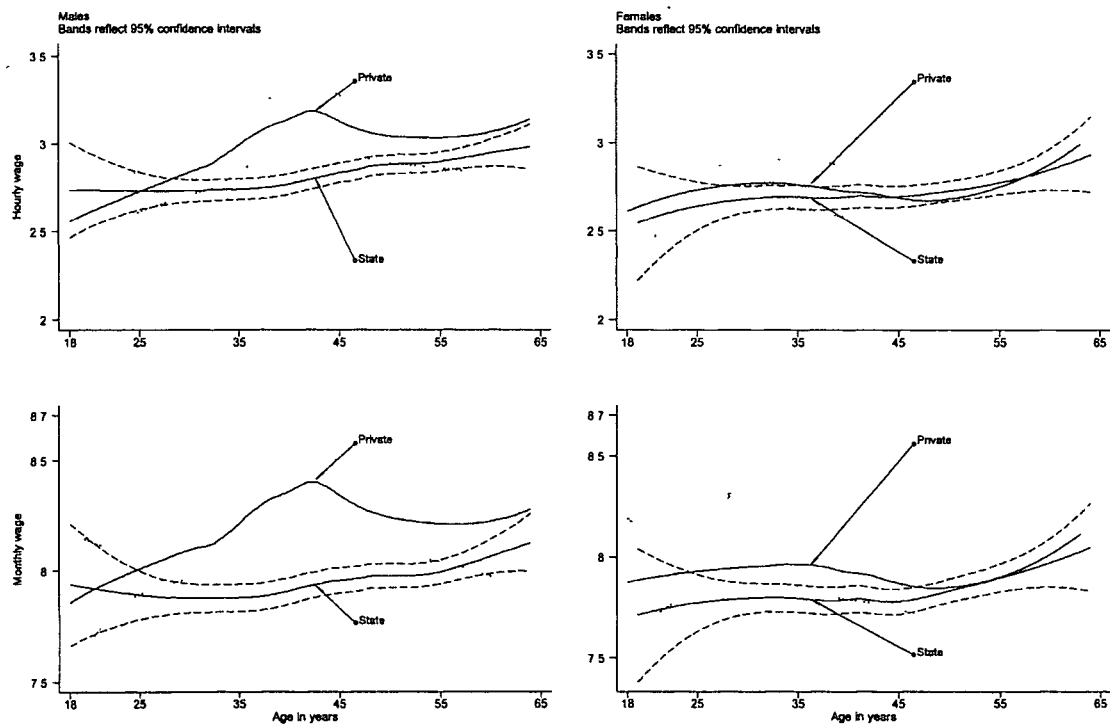 Males
Bands reflect 95% confidence intervals
Hourly wage
3 5
3
2 5
2
Private
State
18 25 35 45 55 65
Females
Bands reflect 95% confidence intervals
3 5
3
2 5
2
Private
State
18 25 35 45 55 65
Monthly wage
8 7
8 5
8
7 5
Private
State
18 25 35 45 55 65
Age in years
8 7
8 5
8
7 5
Private
State
18 25 35 45 55 65
Age in years